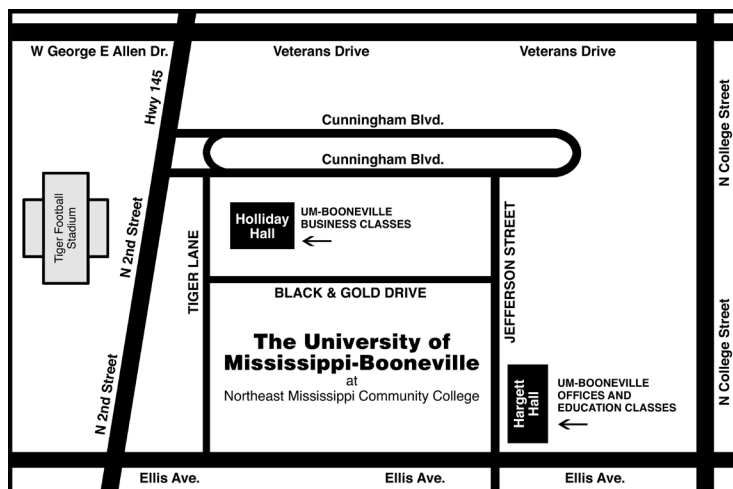 W George E Allen Dr.
Veterans Drive
Veterans Drive
Hwy 145
N College Street
Cunningham Blvd.
Cunningham Blvd.
Tiger Football
Stadium
N 2nd Street
TIGER LANE
Holliday
Hall
UM-BOONEVILLE
BUSINESS CLASSES
JEFFERSON STREET
BLACK & GOLD DRIVE
The University of
Mississippi-Booneville
at
Northeast Mississippi Community College
N 2nd Street
N College Street
Hargett
Hall
UM-BOONEVILLE
OFFICES AND
EDUCATION CLASSES
Ellis Ave.
Ellis Ave.
Ellis Ave.